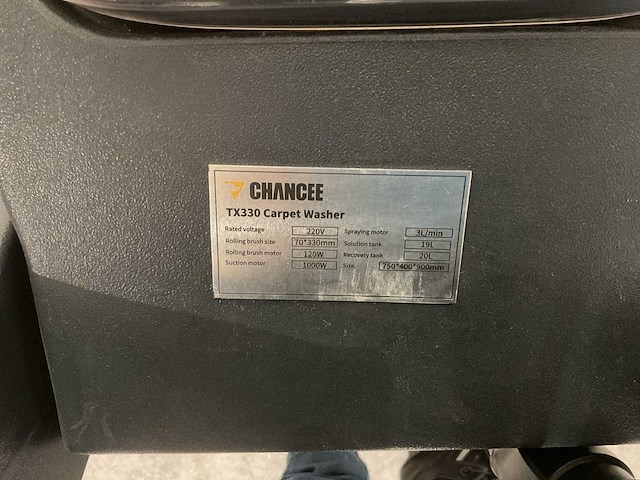 CHANCEE
TX330 Carpet Washer
Rated voltage 220V Spraying motor 3L/min
Rolling brush size 70*330mm Solution tank 19L
Rolling brush motor 120W Recovery tank 20L
Suction motor 1000W Size 750*400*900mm